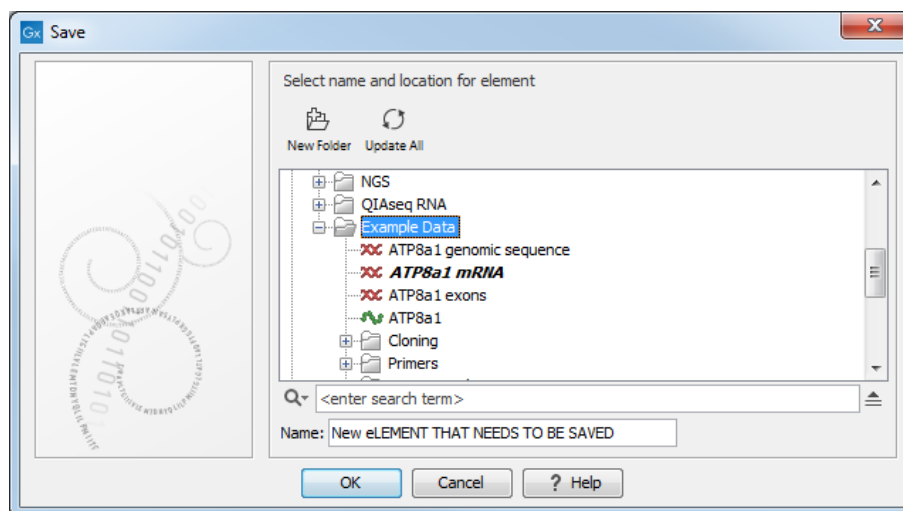 Gx Save
Select name and location for element
New Folder Update All
NGS
QIAseq RNA
Example Data
ATP8a1 genomic sequence
ATP8a1 mRNA
ATP8a1 exons
ATP8a1
Cloning
Primers
<enter search term>
Name: New eLEMENT THAT NEEDS TO BE SAVED
OK Cancel ? Help